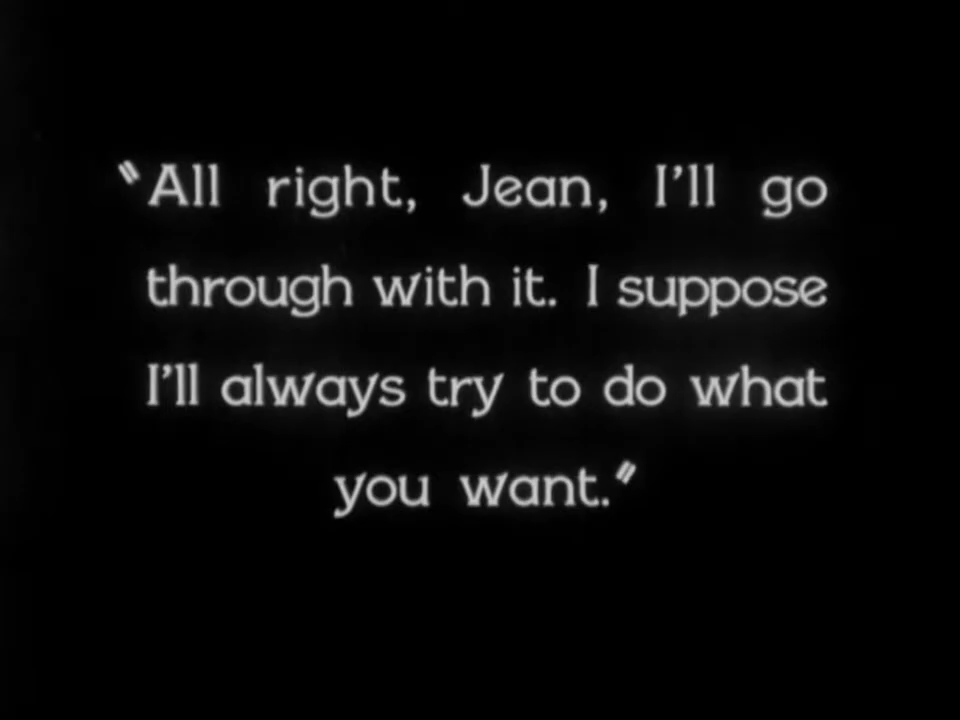 "All right, Jean, I'll go
through with it. I suppose
I'll always try to do what
you want."